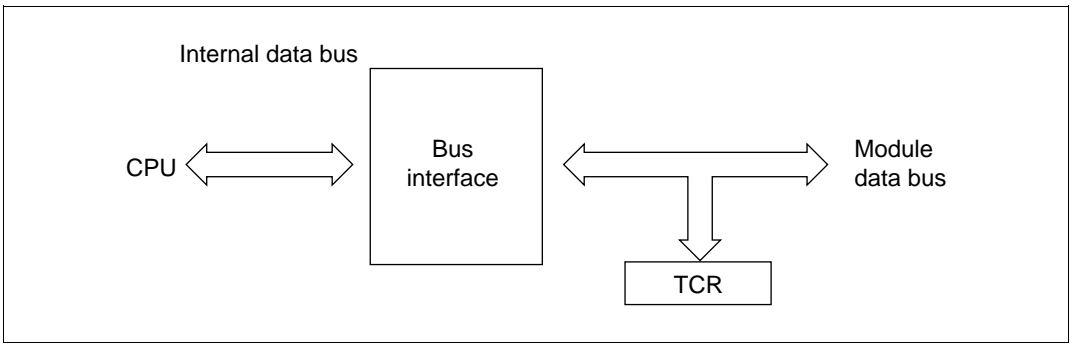 Internal data bus
CPU
Bus
interface
Module
data bus
TCR